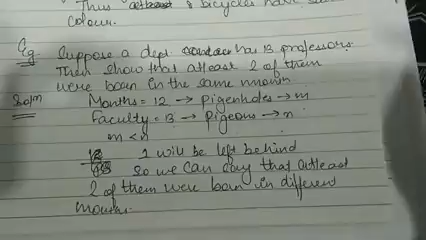 Thus atleast 2 bicycles have same
colour.
Eg Suppose a dept has 13 professors.
Then show that atleast 2 of them
were born in the same month.
Soln Months = 12 → pigeonholes → m
Faculty = 13 → pigeons → n
m < n
1 will be left behind
So we can say that atleast
2 of them were born in different
months.